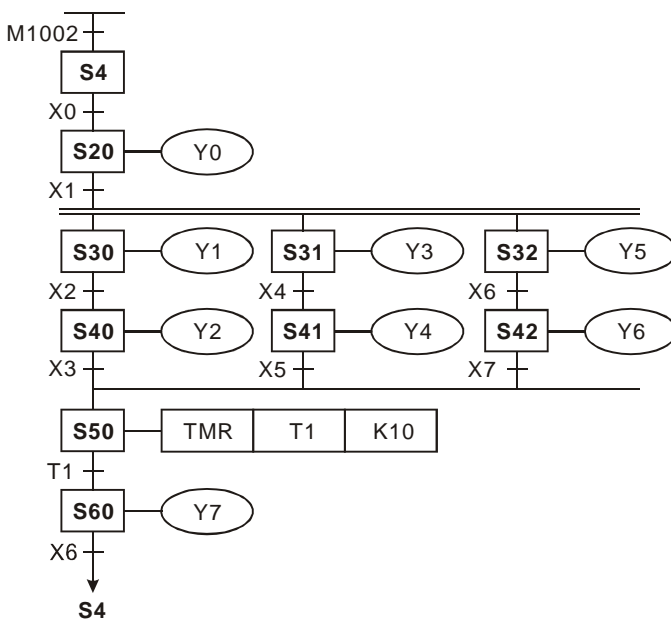 M1002
S4
X0
S20 Y0
X1
S30 Y1 S31 Y3 S32 Y5
X2 X4 X6
S40 Y2 S41 Y4 S42 Y6
X3 X5 X7
S50 TMR T1 K10
T1
S60 Y7
X6
S4